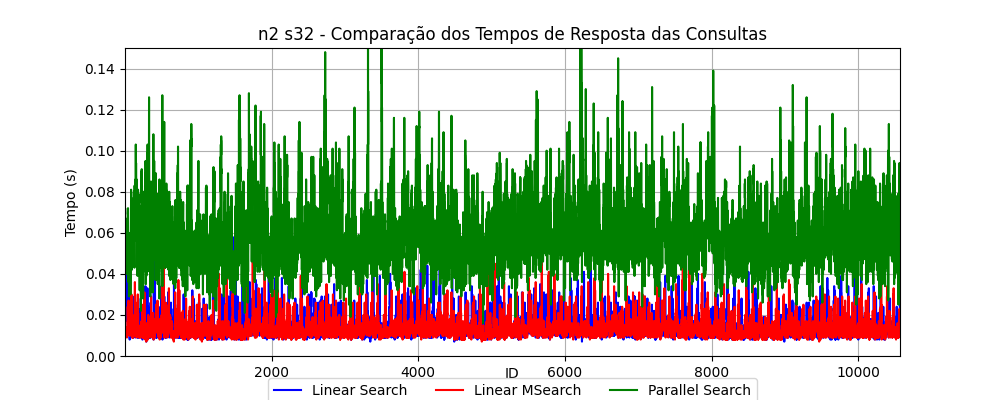 n2 s32 - Comparação dos Tempos de Resposta das Consultas
Tempo (s)
0.14
0.12
0.10
0.08
0.06
0.04
0.02
0.00
2000 4000 6000 8000 10000
ID
Linear Search Linear MSearch Parallel Search